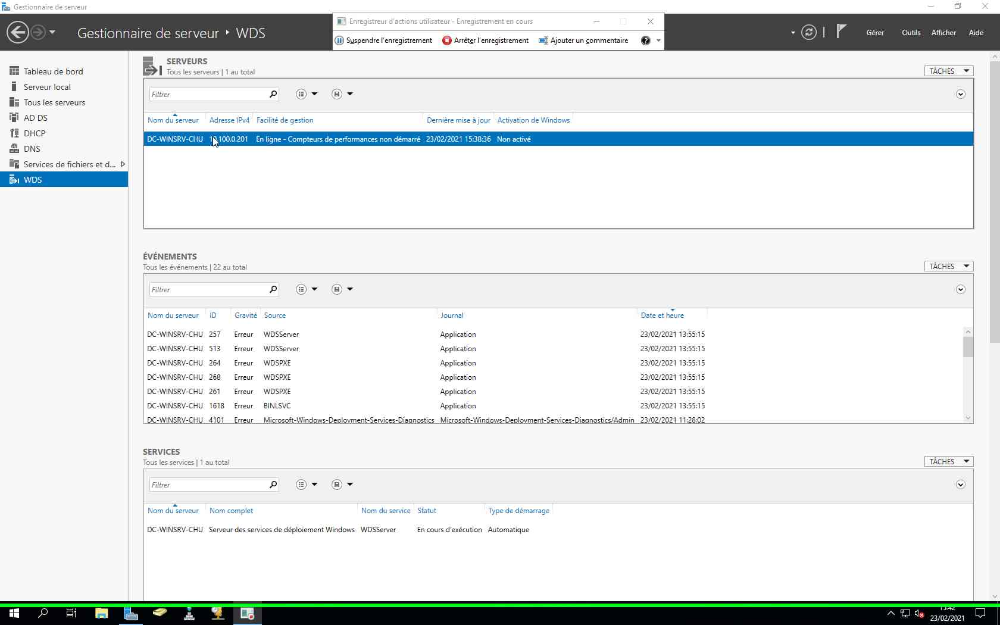 Gestionnaire de serveur
Gestionnaire de serveur ‣ WDS
Enregistreur d'actions utilisateur - Enregistrement en cours
Suspendre l'enregistrement Arrêter l'enregistrement Ajouter un commentaire
Gérer Outils Afficher Aide
Tableau de bord
Serveur local
Tous les serveurs
AD DS
DHCP
DNS
Services de fichiers et d...
WDS
SERVEURS
Tous les serveurs | 1 au total
TÂCHES
Filtrer
Nom du serveur Adresse IPv4 Facilité de gestion Dernière mise à jour Activation de Windows
DC-WINSRV-CHU 10.100.0.201 En ligne - Compteurs de performances non démarré 23/02/2021 15:38:36 Non activé
ÉVÉNEMENTS
Tous les événements | 22 au total
TÂCHES
Filtrer
Nom du serveur ID Gravité Source Journal Date et heure
DC-WINSRV-CHU 257 Erreur WDSServer Application 23/02/2021 13:55:15
DC-WINSRV-CHU 513 Erreur WDSServer Application 23/02/2021 13:55:15
DC-WINSRV-CHU 264 Erreur WDSPXE Application 23/02/2021 13:55:15
DC-WINSRV-CHU 268 Erreur WDSPXE Application 23/02/2021 13:55:15
DC-WINSRV-CHU 261 Erreur WDSPXE Application 23/02/2021 13:55:15
DC-WINSRV-CHU 1618 Erreur BINLSVC Application 23/02/2021 13:55:15
DC-WINSRV-CHU 4101 Erreur Microsoft-Windows-Deployment-Services-Diagnostics Microsoft-Windows-Deployment-Services-Diagnostics/Admin 23/02/2021 11:28:02
SERVICES
Tous les services | 1 au total
TÂCHES
Filtrer
Nom du serveur Nom complet Nom du service Statut Type de démarrage
DC-WINSRV-CHU Serveur des services de déploiement Windows WDSServer En cours d'exécution Automatique
15:42
23/02/2021